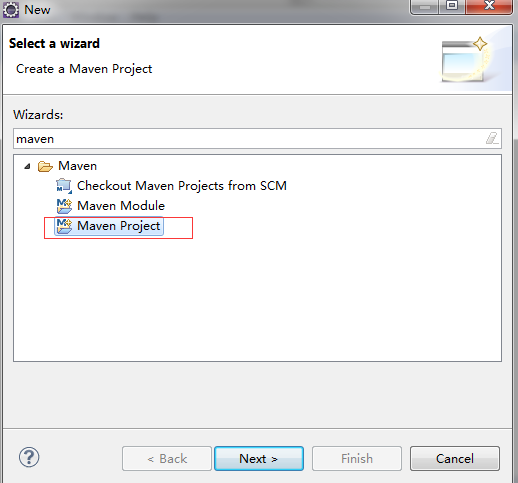 New
Select a wizard
Create a Maven Project
Wizards:
maven
Maven
Checkout Maven Projects from SCM
Maven Module
Maven Project
? < Back Next > Finish Cancel